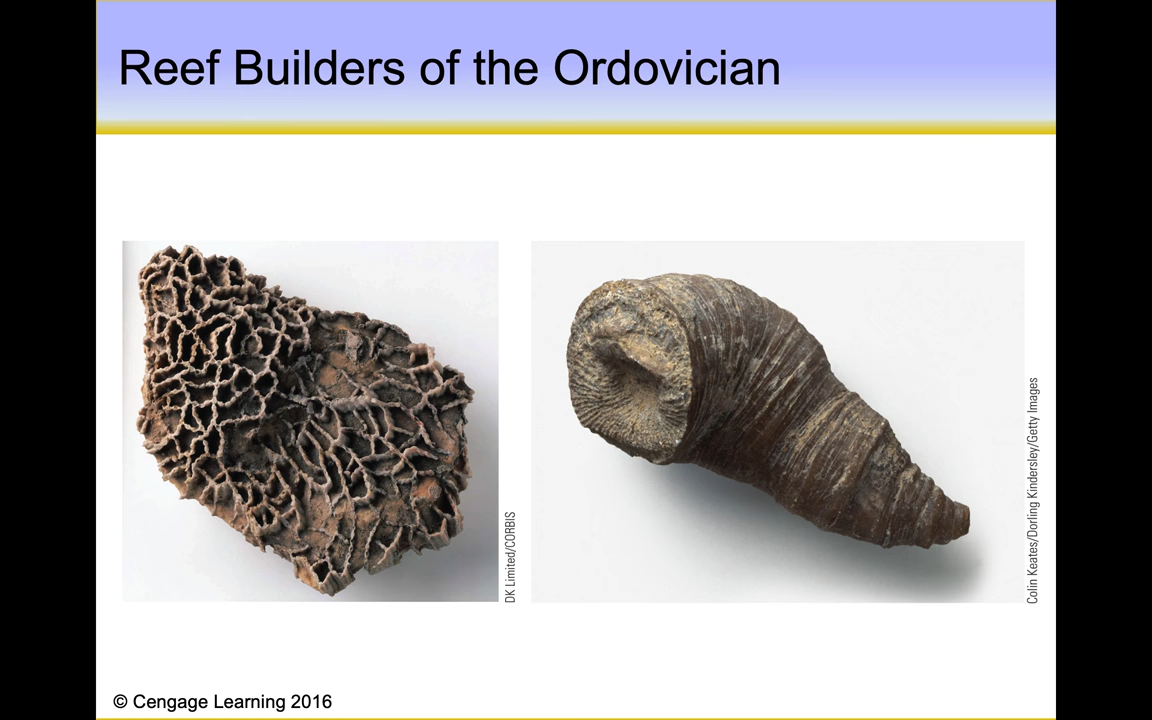 Reef Builders of the Ordovician
DK Limited/CORBIS
Colin Keates/Dorling Kindersley/Getty Images
© Cengage Learning 2016